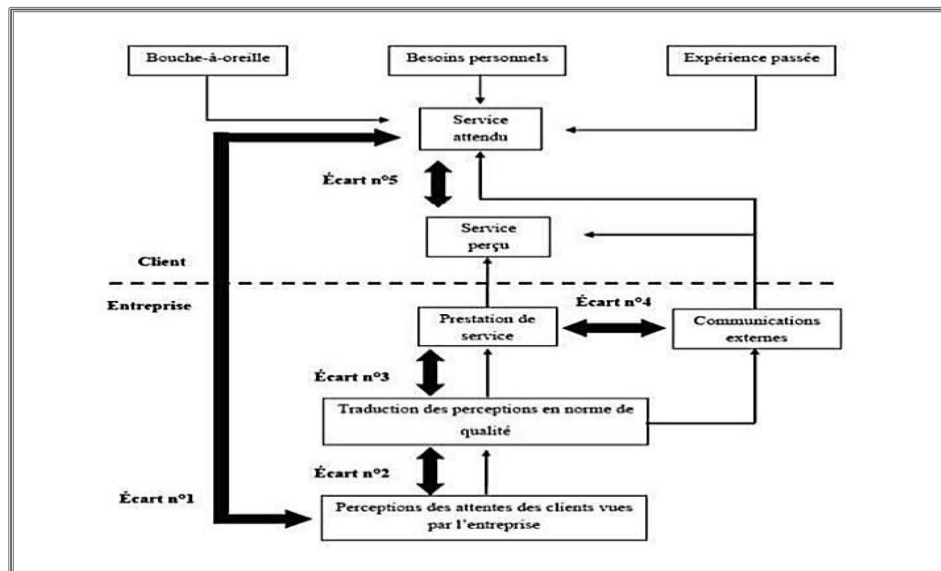 Bouche-à-oreille
Besoins personnels
Expérience passée
Service
attendu
Écart n°5
Service
perçu
Client
Entreprise
Écart n°4
Prestation de
service
Communications
externes
Écart n°3
Traduction des perceptions en norme de
qualité
Écart n°2
Écart n°1
Perceptions des attentes des clients vues
par l'entreprise